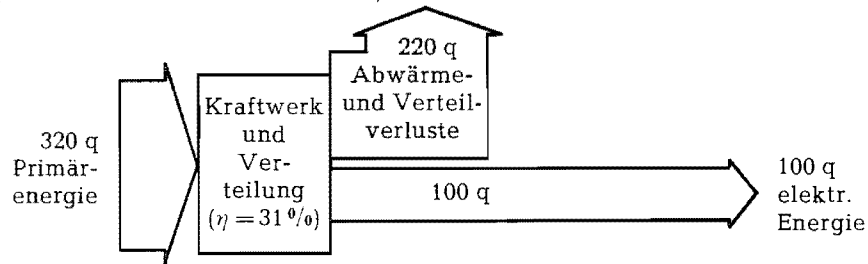 320 q
Primär-
energie
Kraftwerk
und
Ver-
teilung
(η = 31 %)
220 q
Abwärme-
und Verteil-
verluste
100 q
100 q
elektr.
Energie